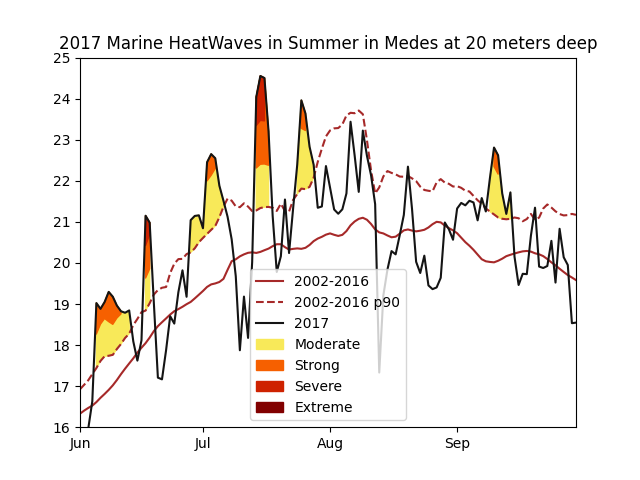 2017 Marine HeatWaves in Summer in Medes at 20 meters deep
25
24
23
22
21
20
19
18
17
16
Jun
Jul
Aug
Sep
2002-2016
2002-2016 p90
2017
Moderate
Strong
Severe
Extreme